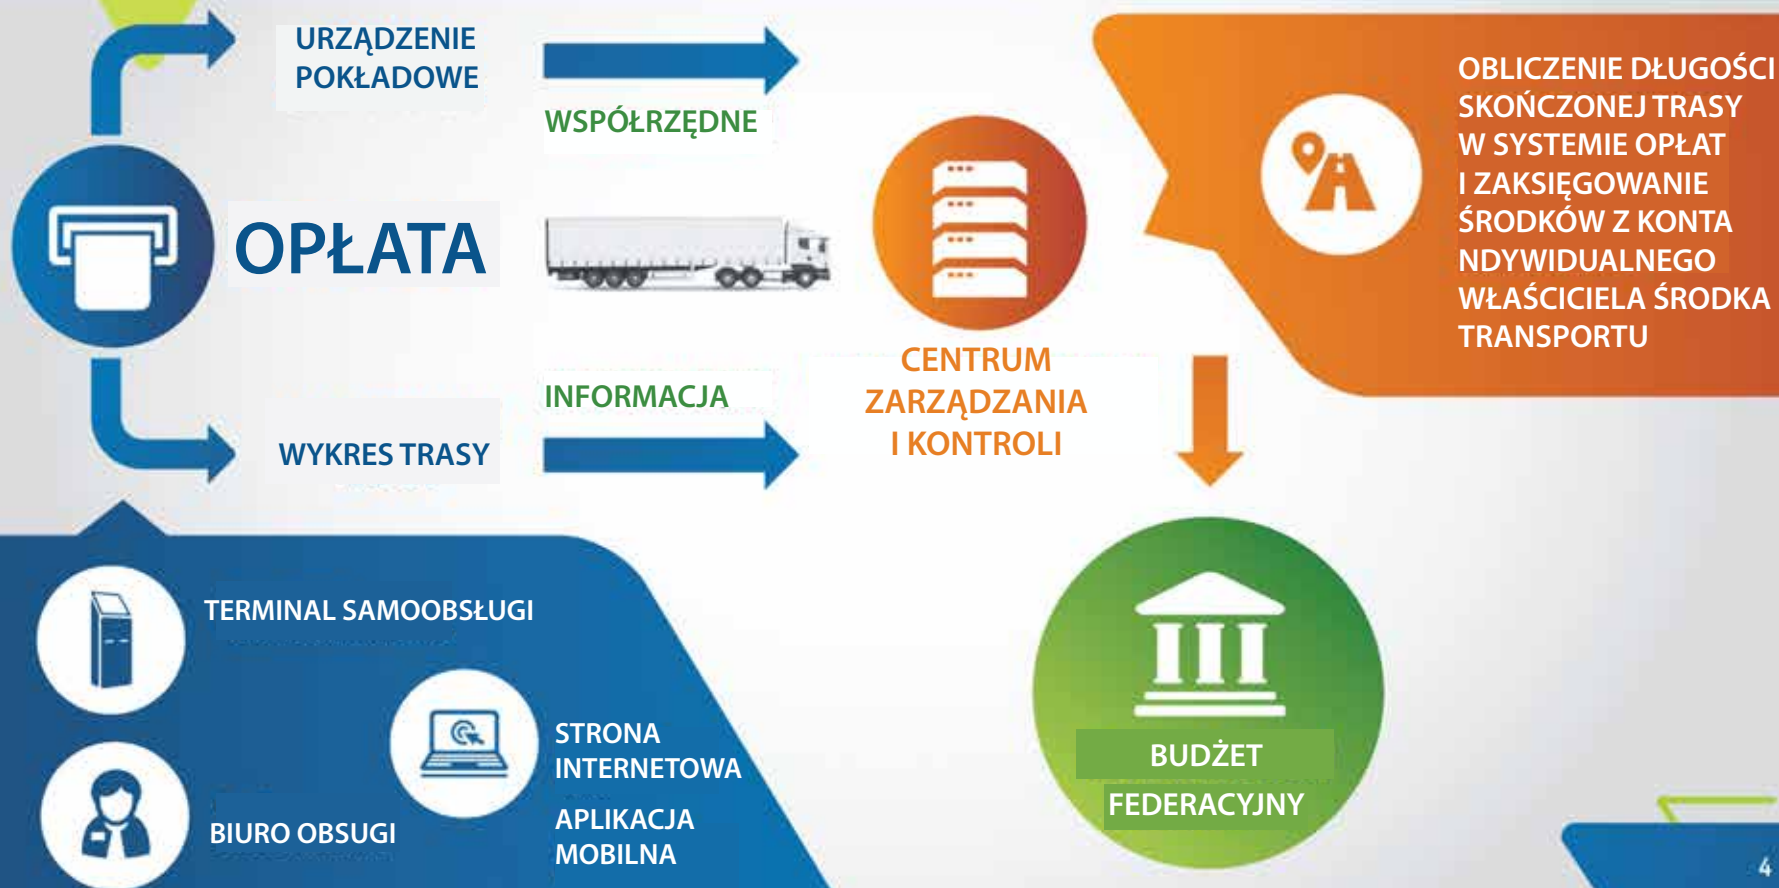 URZĄDZENIE
POKŁADOWE
WSPÓŁRZĘDNE
OPŁATA
INFORMACJA
WYKRES TRASY
CENTRUM
ZARZĄDZANIA
I KONTROLI
OBLICZENIE DŁUGOŚCI
SKOŃCZONEJ TRASY
W SYSTEMIE OPŁAT
I ZAKSIĘGOWANIE
ŚRODKÓW Z KONTA
NDYWIDUALNEGO
WŁAŚCICIELA ŚRODKA
TRANSPORTU
TERMINAL SAMOOBSŁUGI
BIURO OBSUGI
STRONA
INTERNETOWA
APLIKACJA
MOBILNA
BUDŻET
FEDERACYJNY
4